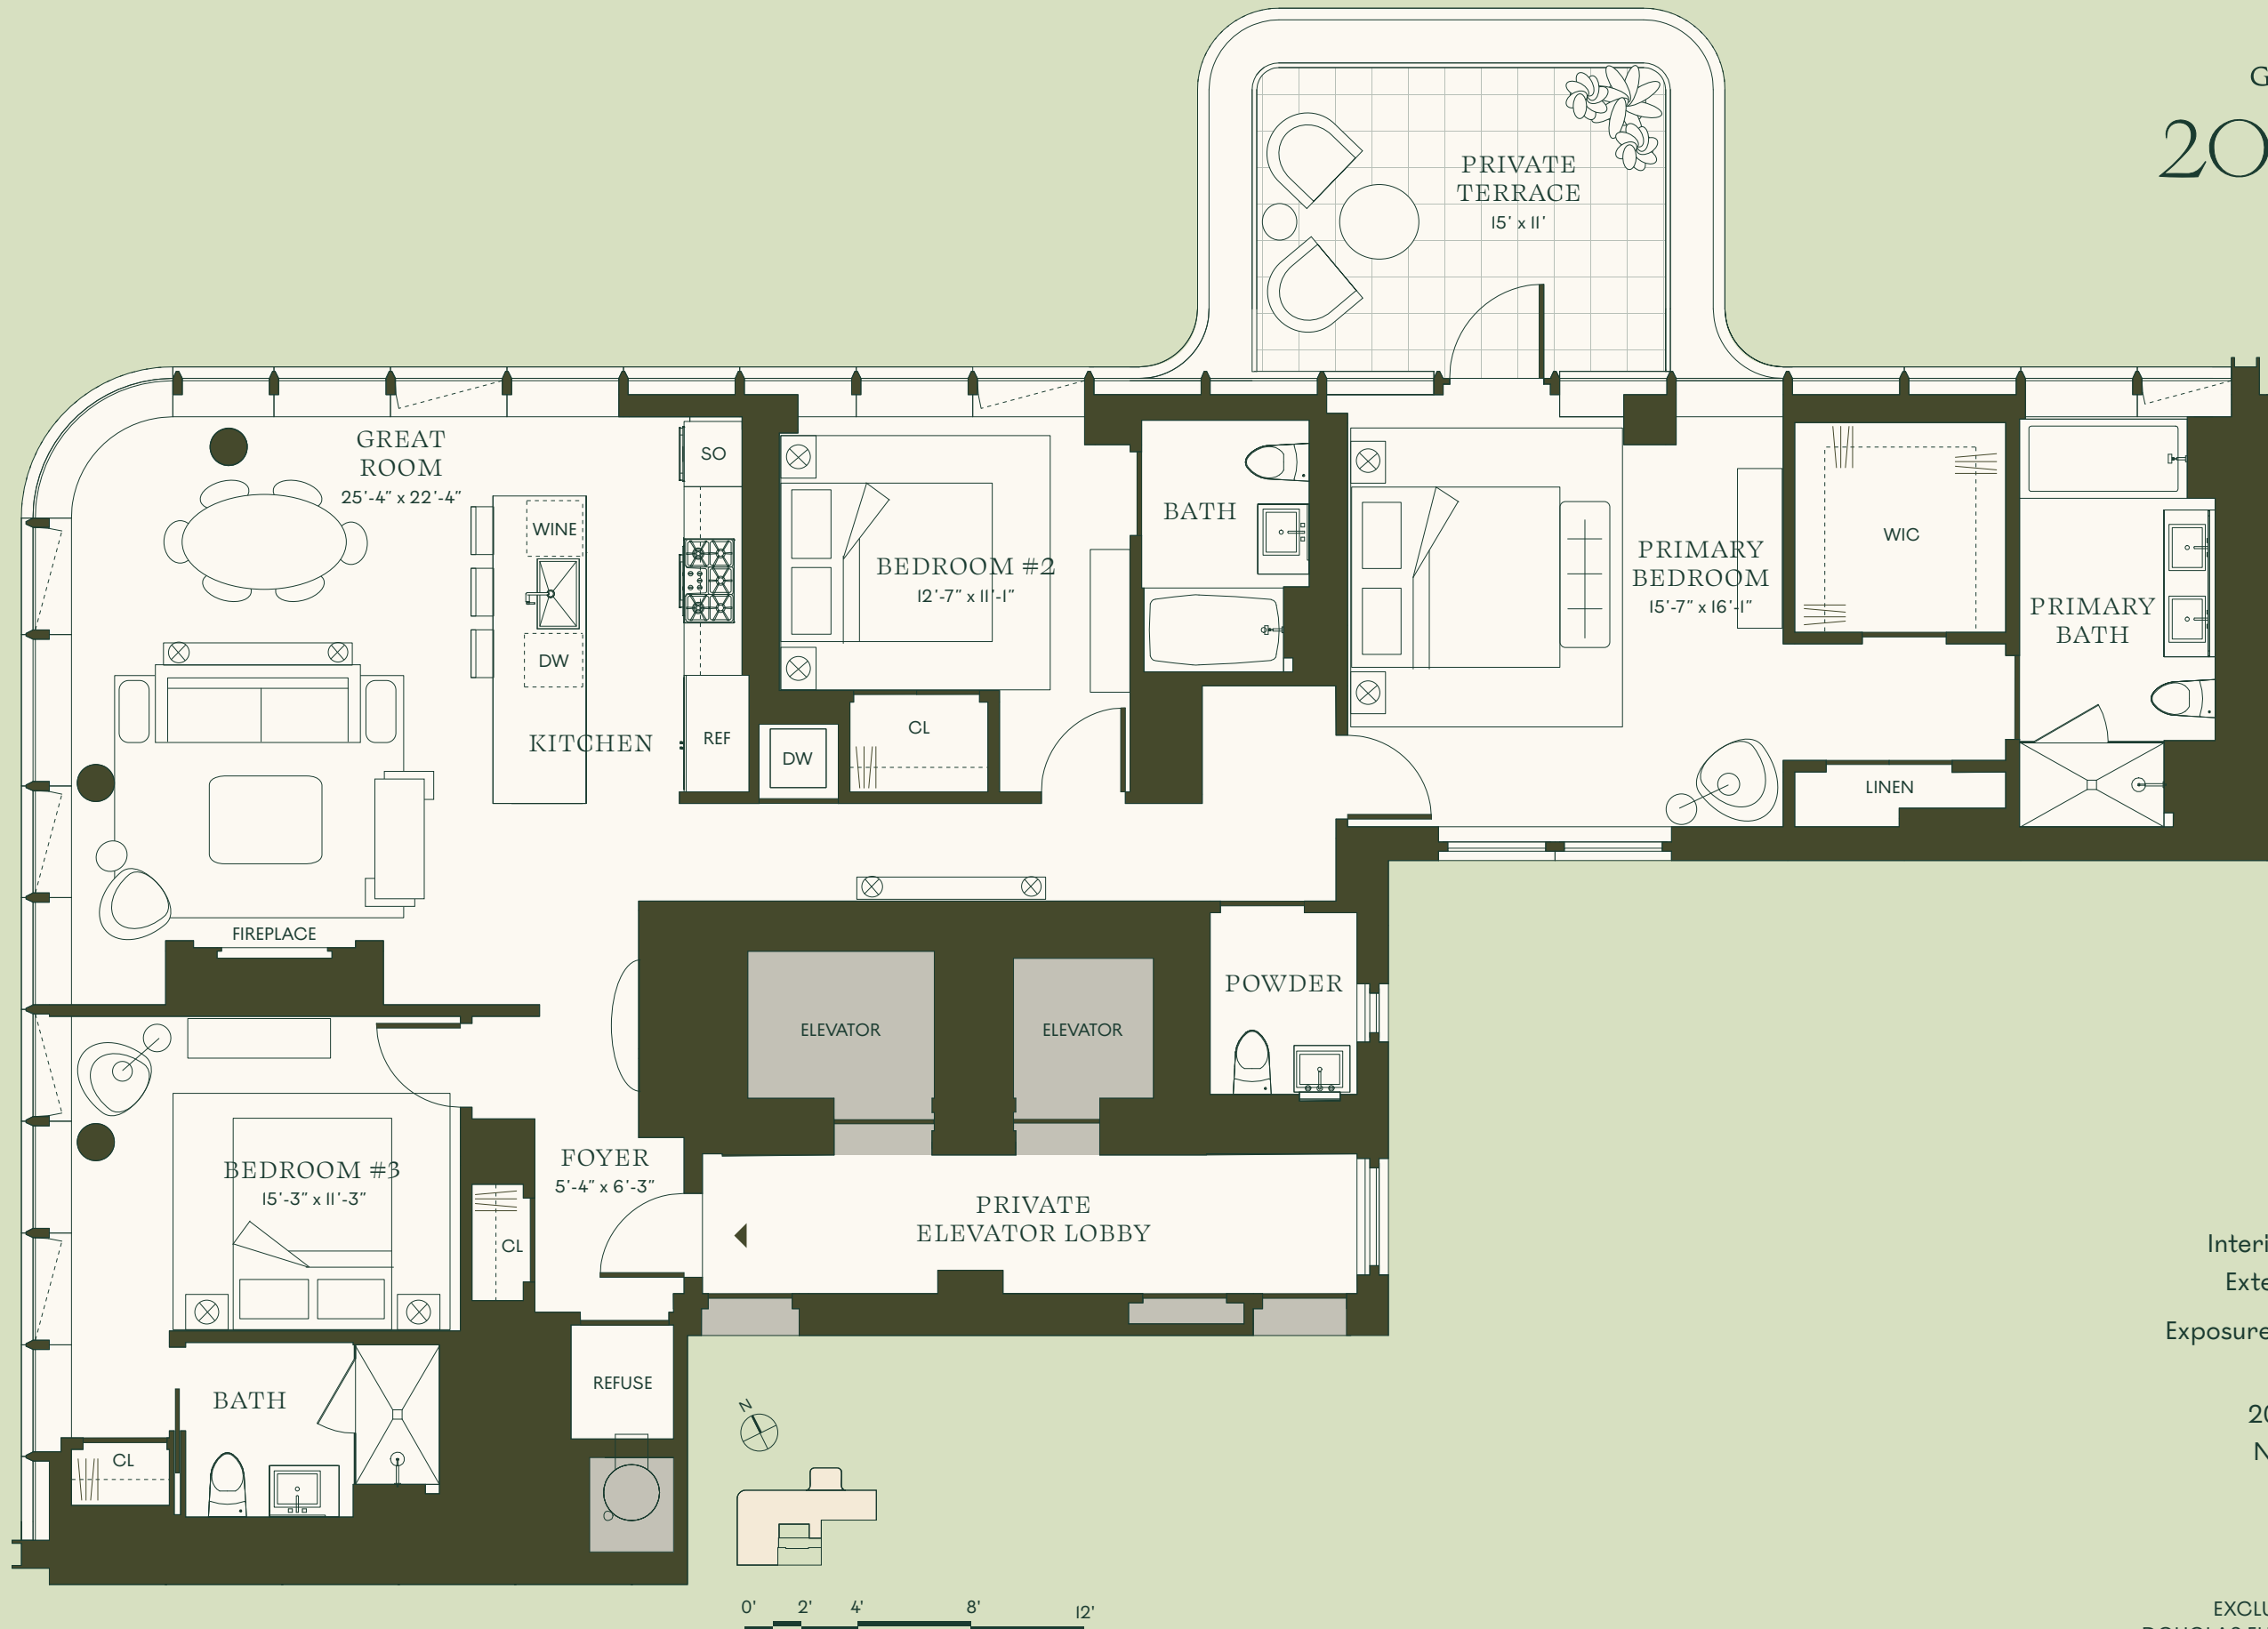 G
20
PRIVATE
TERRACE
15' x 11'
GREAT
ROOM
25'-4" x 22'-4"
SO
WINE
DW
KITCHEN
REF
DW
BEDROOM #2
12'-7" x 11'-1"
CL
BATH
PRIMARY
BEDROOM
15'-7" x 16'-1"
WIC
PRIMARY
BATH
LINEN
FIREPLACE
ELEVATOR
ELEVATOR
POWDER
BEDROOM #3
15'-3" x 11'-3"
FOYER
5'-4" x 6'-3"
CL
PRIVATE
ELEVATOR LOBBY
REFUSE
BATH
CL
N
0' 2' 4' 8' 12'
Interi
Exte
Exposure
20
N
EXCLU